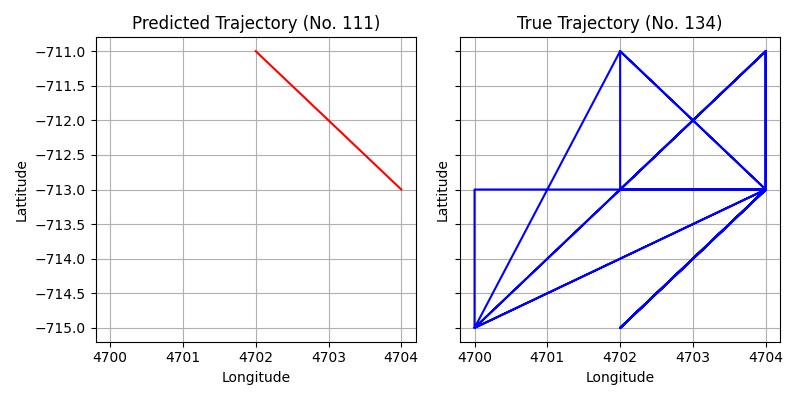 Predicted Trajectory (No. 111)
True Trajectory (No. 134)
−711.0
−711.5
−712.0
−712.5
−713.0
−713.5
−714.0
−714.5
−715.0
Lattitude
Lattitude
4700 4701 4702 4703 4704
4700 4701 4702 4703 4704
Longitude
Longitude